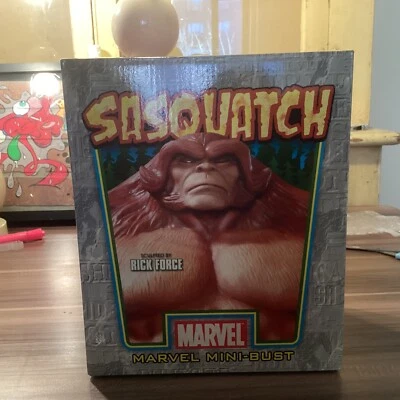 SASQUATCH
SCULPTED BY
RICK FORCE
MARVEL
MARVEL MINI-BUST